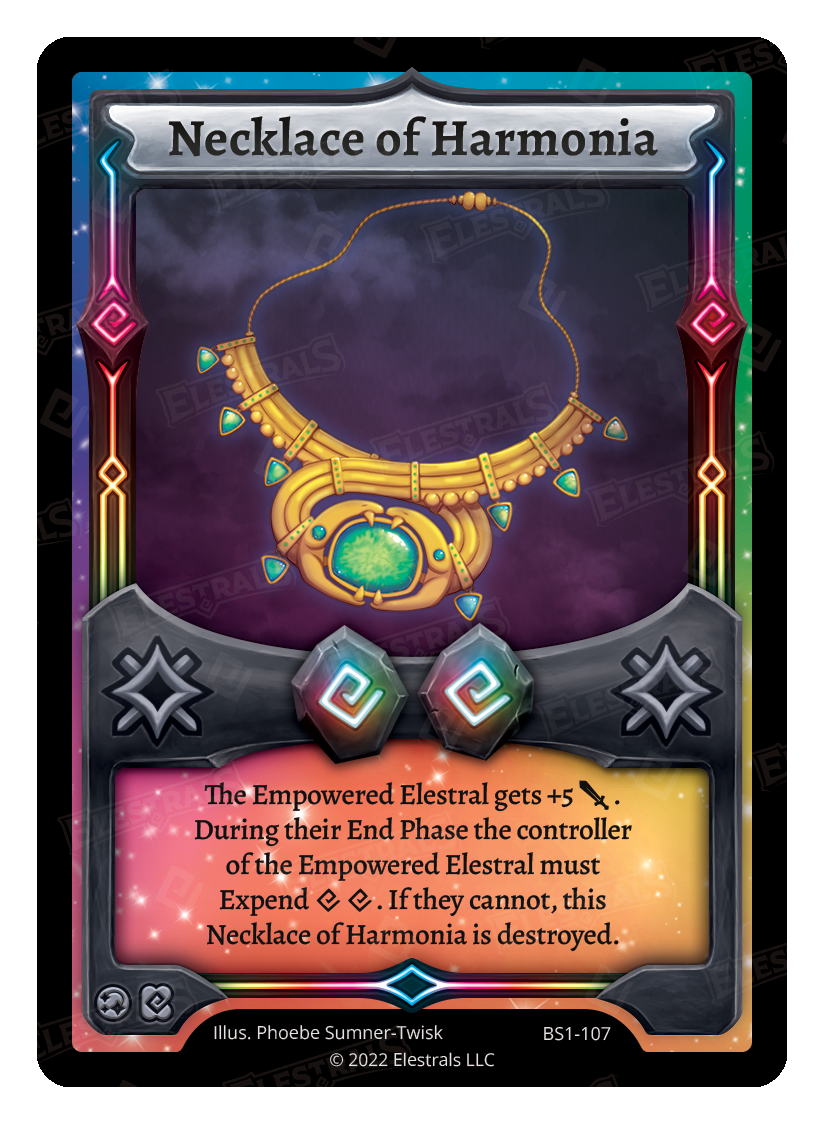 Necklace of Harmonia
The Empowered Elestral gets +5 .
During their End Phase the controller
of the Empowered Elestral must
Expend . If they cannot, this
Necklace of Harmonia is destroyed.
Illus. Phoebe Sumner-Twisk BS1-107
© 2022 Elestrals LLC